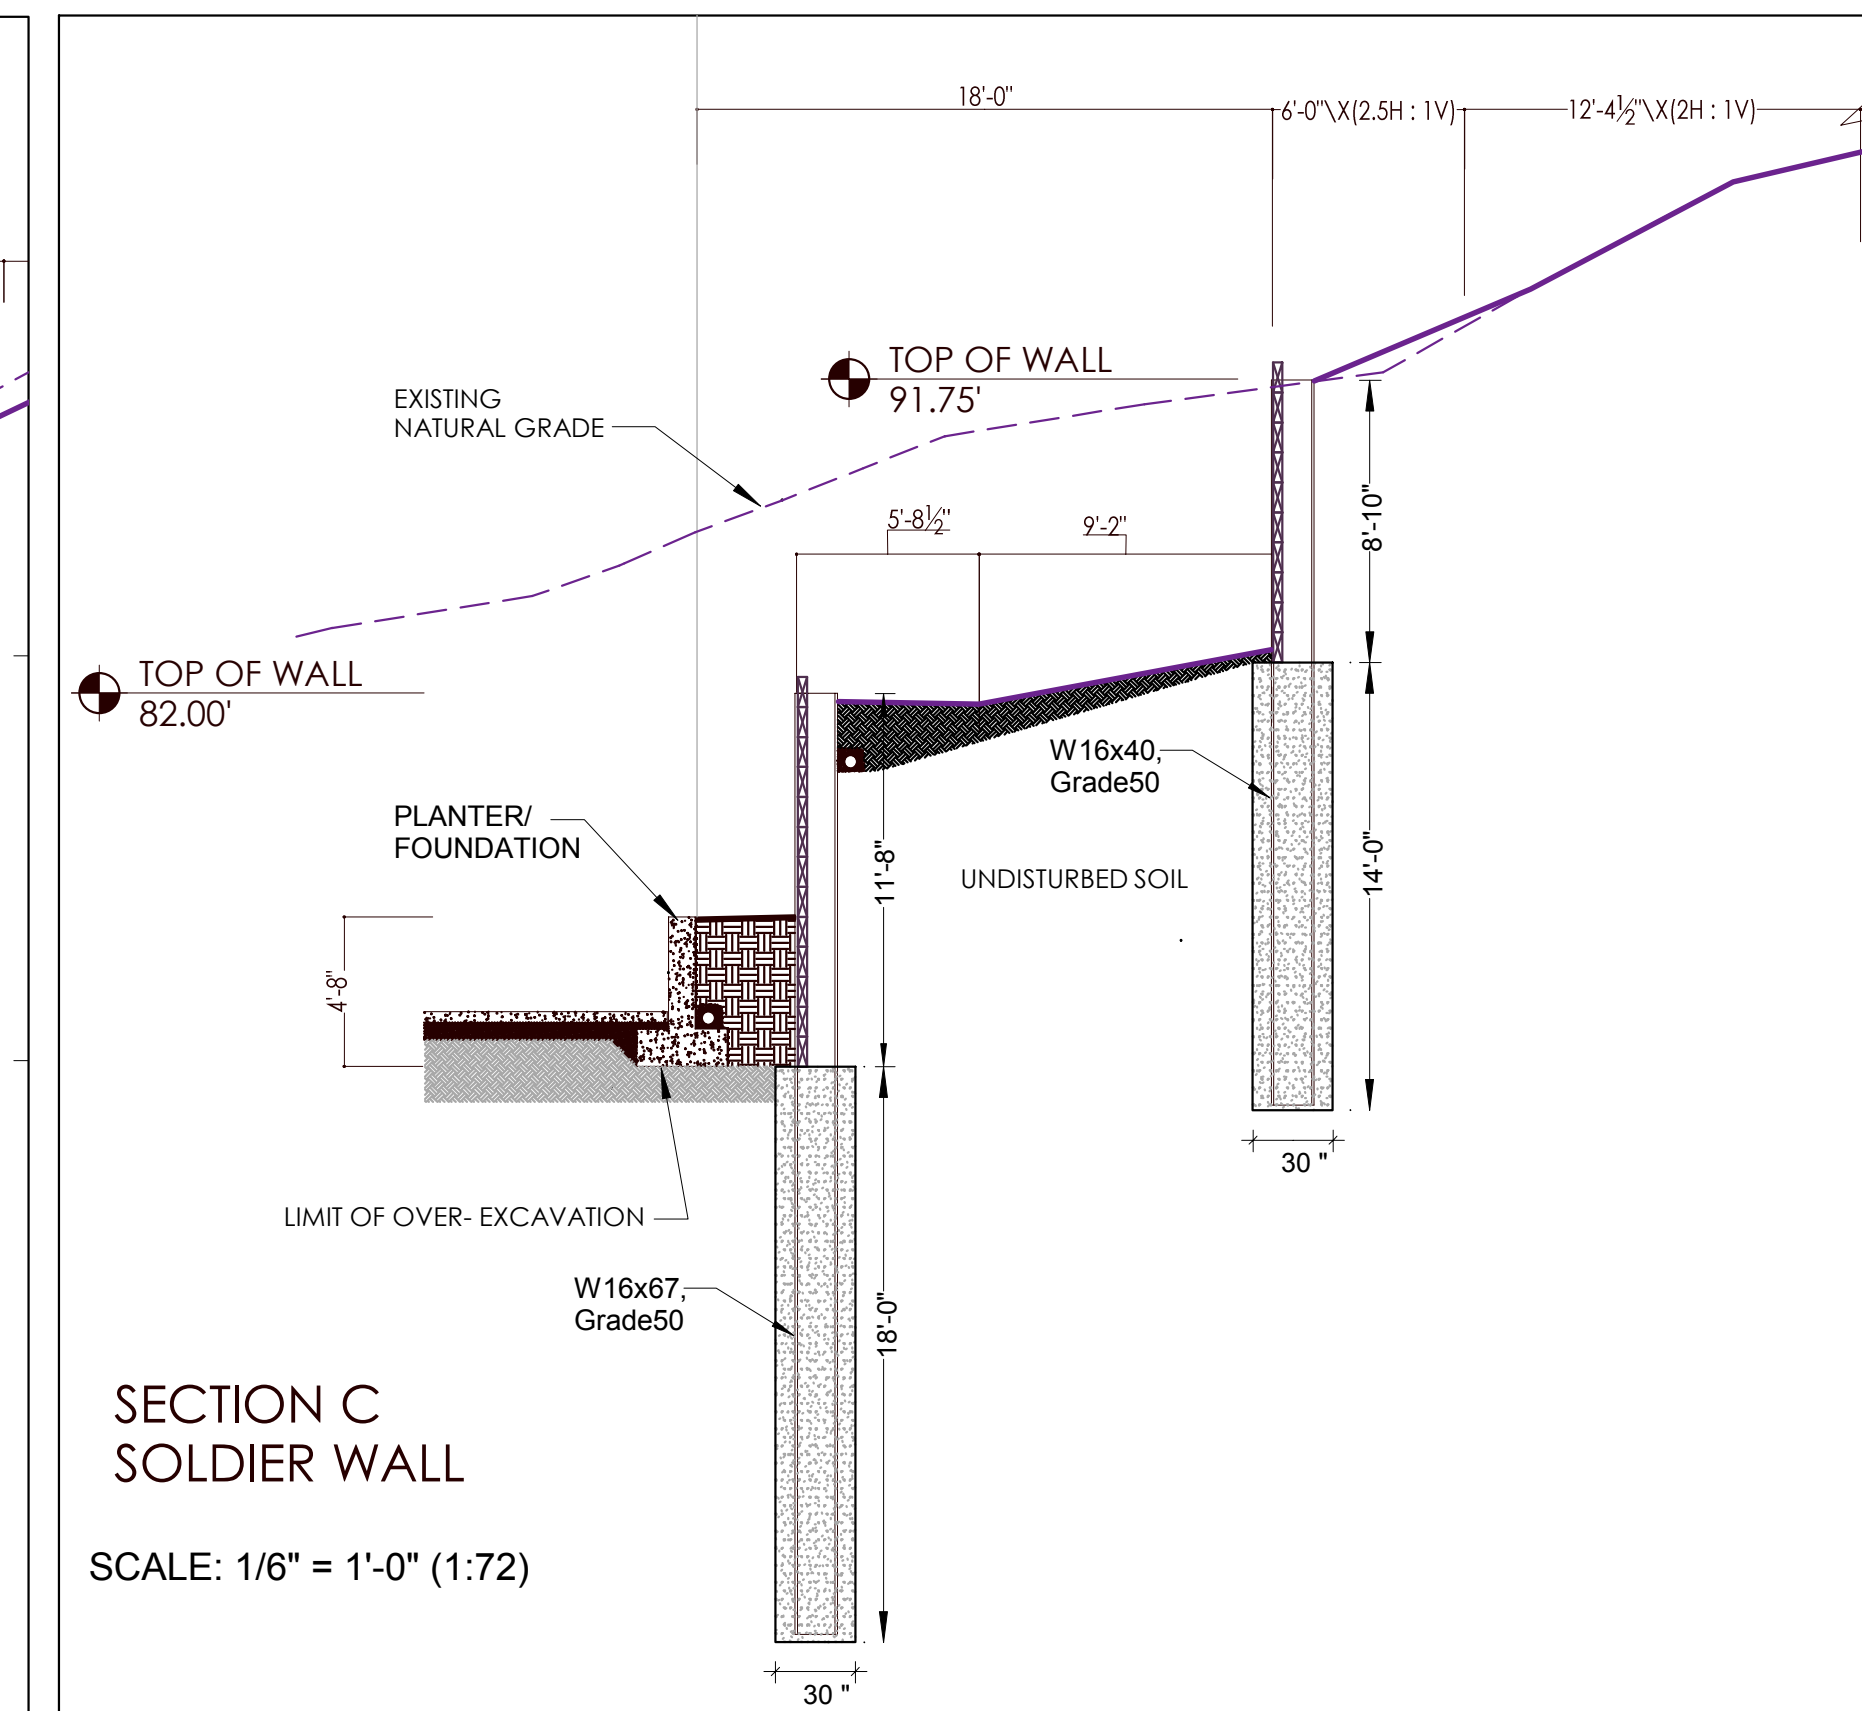 18'-0"
6'-0"\X(2.5H : 1V)
12'-4½"\X(2H : 1V)
TOP OF WALL
91.75'
EXISTING
NATURAL GRADE
5'-8½"
9'-2"
8'-10"
TOP OF WALL
82.00'
W16x40,
Grade50
PLANTER/
FOUNDATION
11'-8"
UNDISTURBED SOIL
14'-0"
4'-8"
30 "
LIMIT OF OVER- EXCAVATION
W16x67,
Grade50
18'-0"
SECTION C
SOLDIER WALL
SCALE: 1/6" = 1'-0" (1:72)
30 "